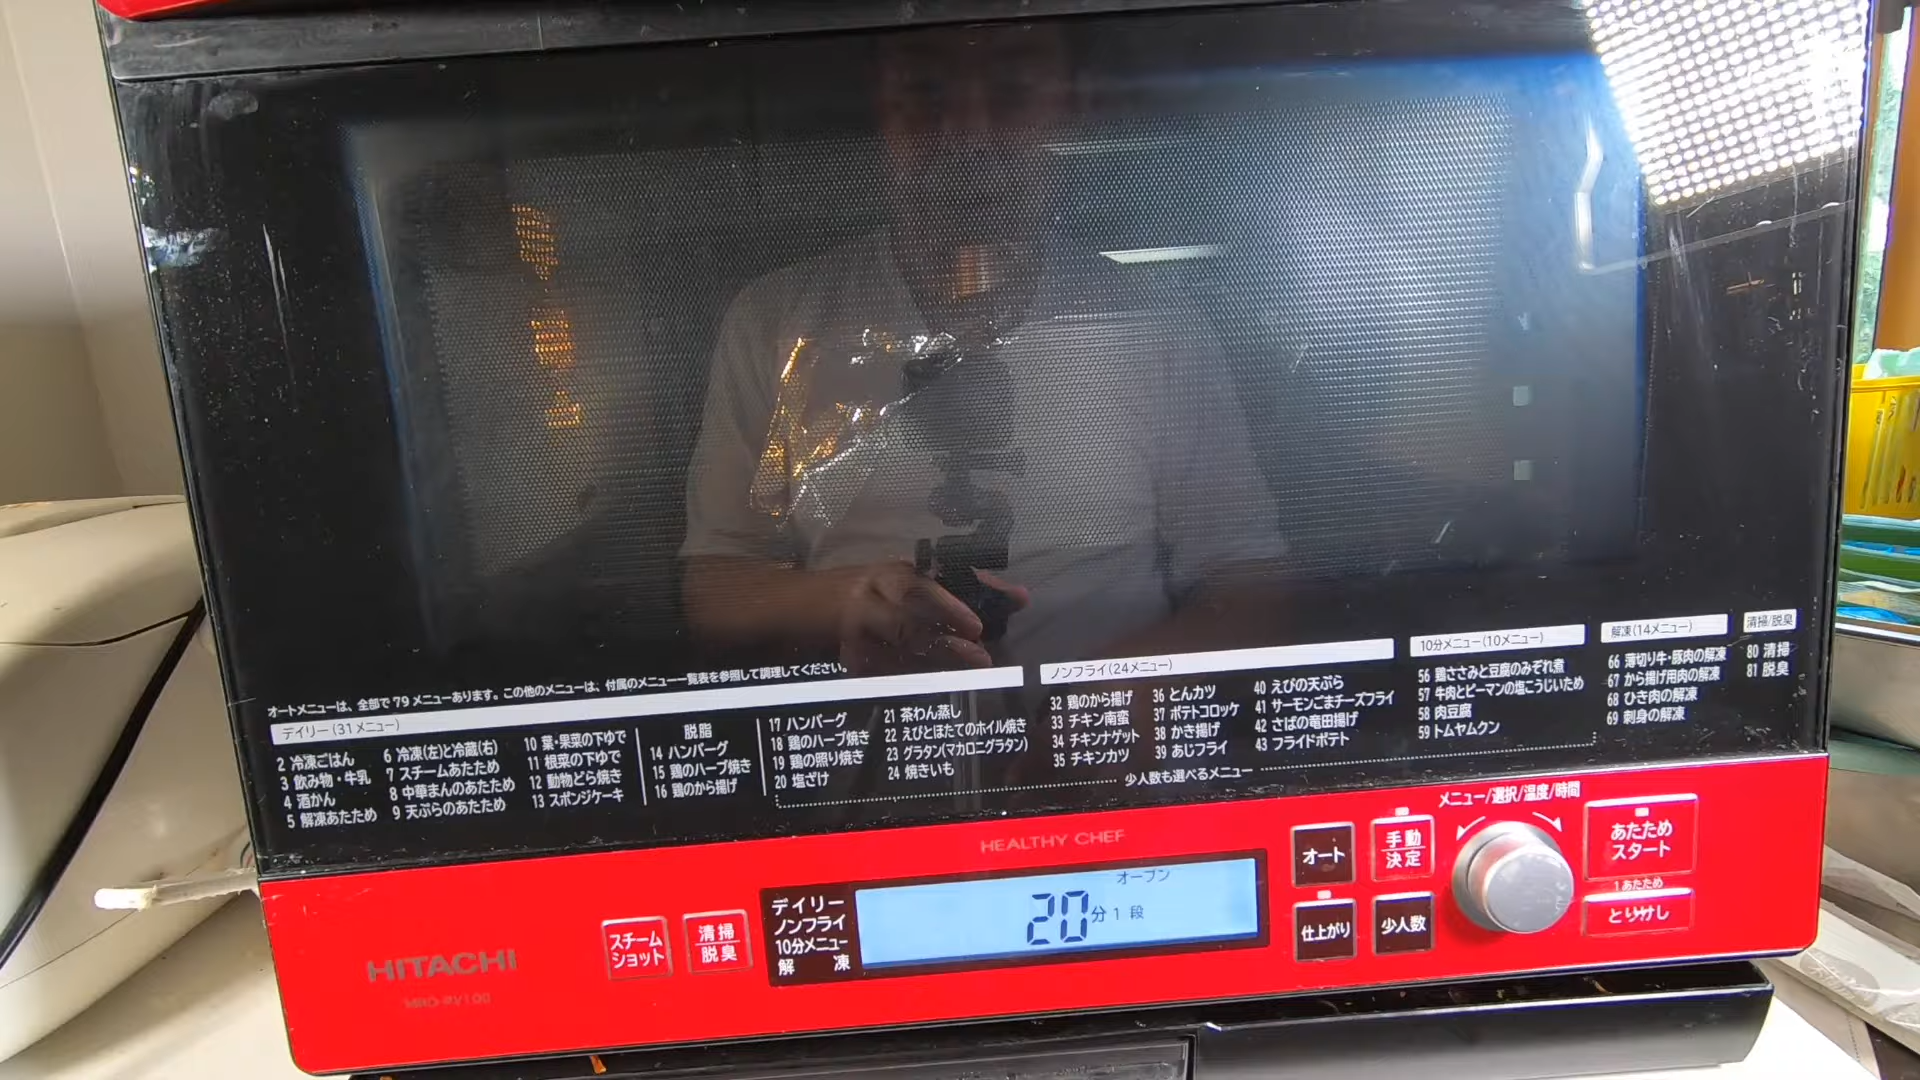 オートメニューは、全部で79メニューあります。この他のメニューは、付属のメニュー一覧表を参照して調理してください。
デイリー(31メニュー)
2 冷凍ごはん
3 飲み物・牛乳
4 酒かん
5 解凍あたため
6 冷凍(左)と冷蔵(右)
7 スチームあたため
8 中華まんのあたため
9 天ぷらのあたため
10 葉・果菜の下ゆで
11 根菜の下ゆで
12 動物どら焼き
13 スポンジケーキ
脱脂
14 ハンバーグ
15 鶏のハーブ焼き
16 鶏のから揚げ
17 ハンバーグ
18 鶏のハーブ焼き
19 鶏の照り焼き
20 塩ざけ
21 茶わん蒸し
22 えびとほたてのホイル焼き
23 グラタン(マカロニグラタン)
24 焼きいも
ノンフライ(24メニュー)
32 鶏のから揚げ
33 チキン南蛮
34 チキンナゲット
35 チキンカツ
36 とんカツ
37 ポテトコロッケ
38 かき揚げ
39 あじフライ
40 えびの天ぷら
41 サーモンごまチーズフライ
42 さばの竜田揚げ
43 フライドポテト
10分メニュー(10メニュー)
56 鶏ささみと豆腐のみぞれ煮
57 牛肉とピーマンの塩こうじいため
58 肉豆腐
59 トムヤムクン
少人数も選べるメニュー
解凍(14メニュー)
66 薄切り牛・豚肉の解凍
67 から揚げ用肉の解凍
68 ひき肉の解凍
69 刺身の解凍
清掃/脱臭
80 清掃
81 脱臭
HITACHI
MRO-RV100
スチーム
ショット
清掃
脱臭
デイリー
ノンフライ
10分メニュー
解 凍
HEALTHY CHEF
オーブン
20分 1 段
オート
手動
決定
仕上がり
少人数
メニュー/選択/温度/時間
あたため
スタート
1あたため
とりけし